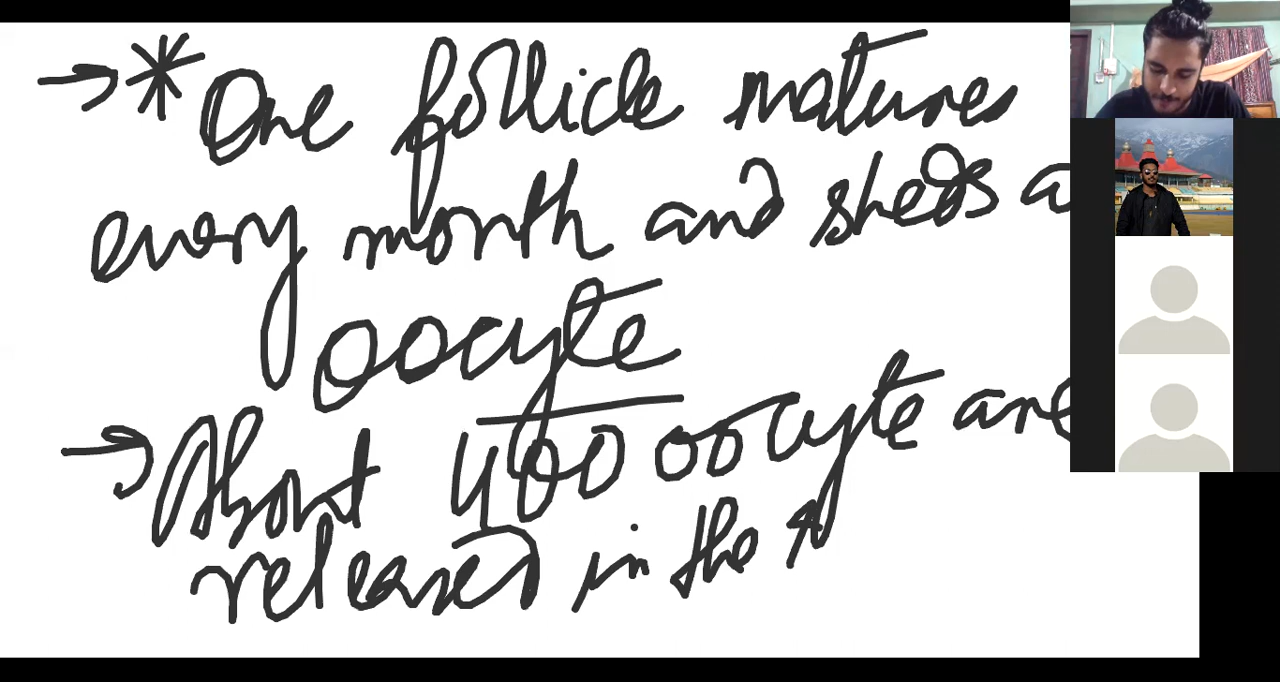 → * One follicle matures
every month and sheds a
oocyte
→ About 400 oocyte are
released in the